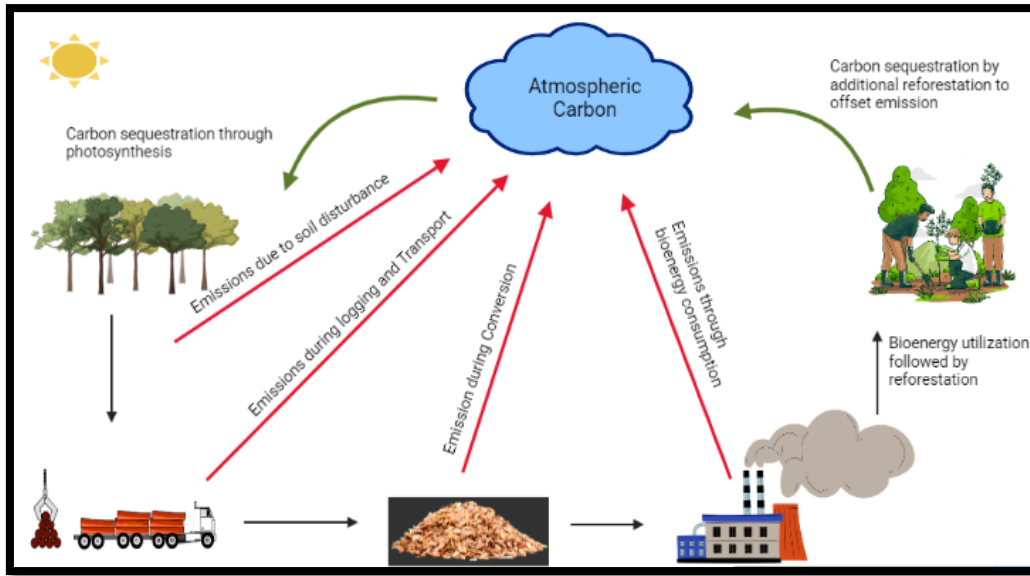 Atmospheric
Carbon
Carbon sequestration by
additional reforestation to
offset emission
Carbon sequestration through
photosynthesis
Emissions due to soil disturbance
Emissions during logging and Transport
Emission during Conversion
Emissions through
bioenergy consumption
Bioenergy utilization
followed by
reforestation